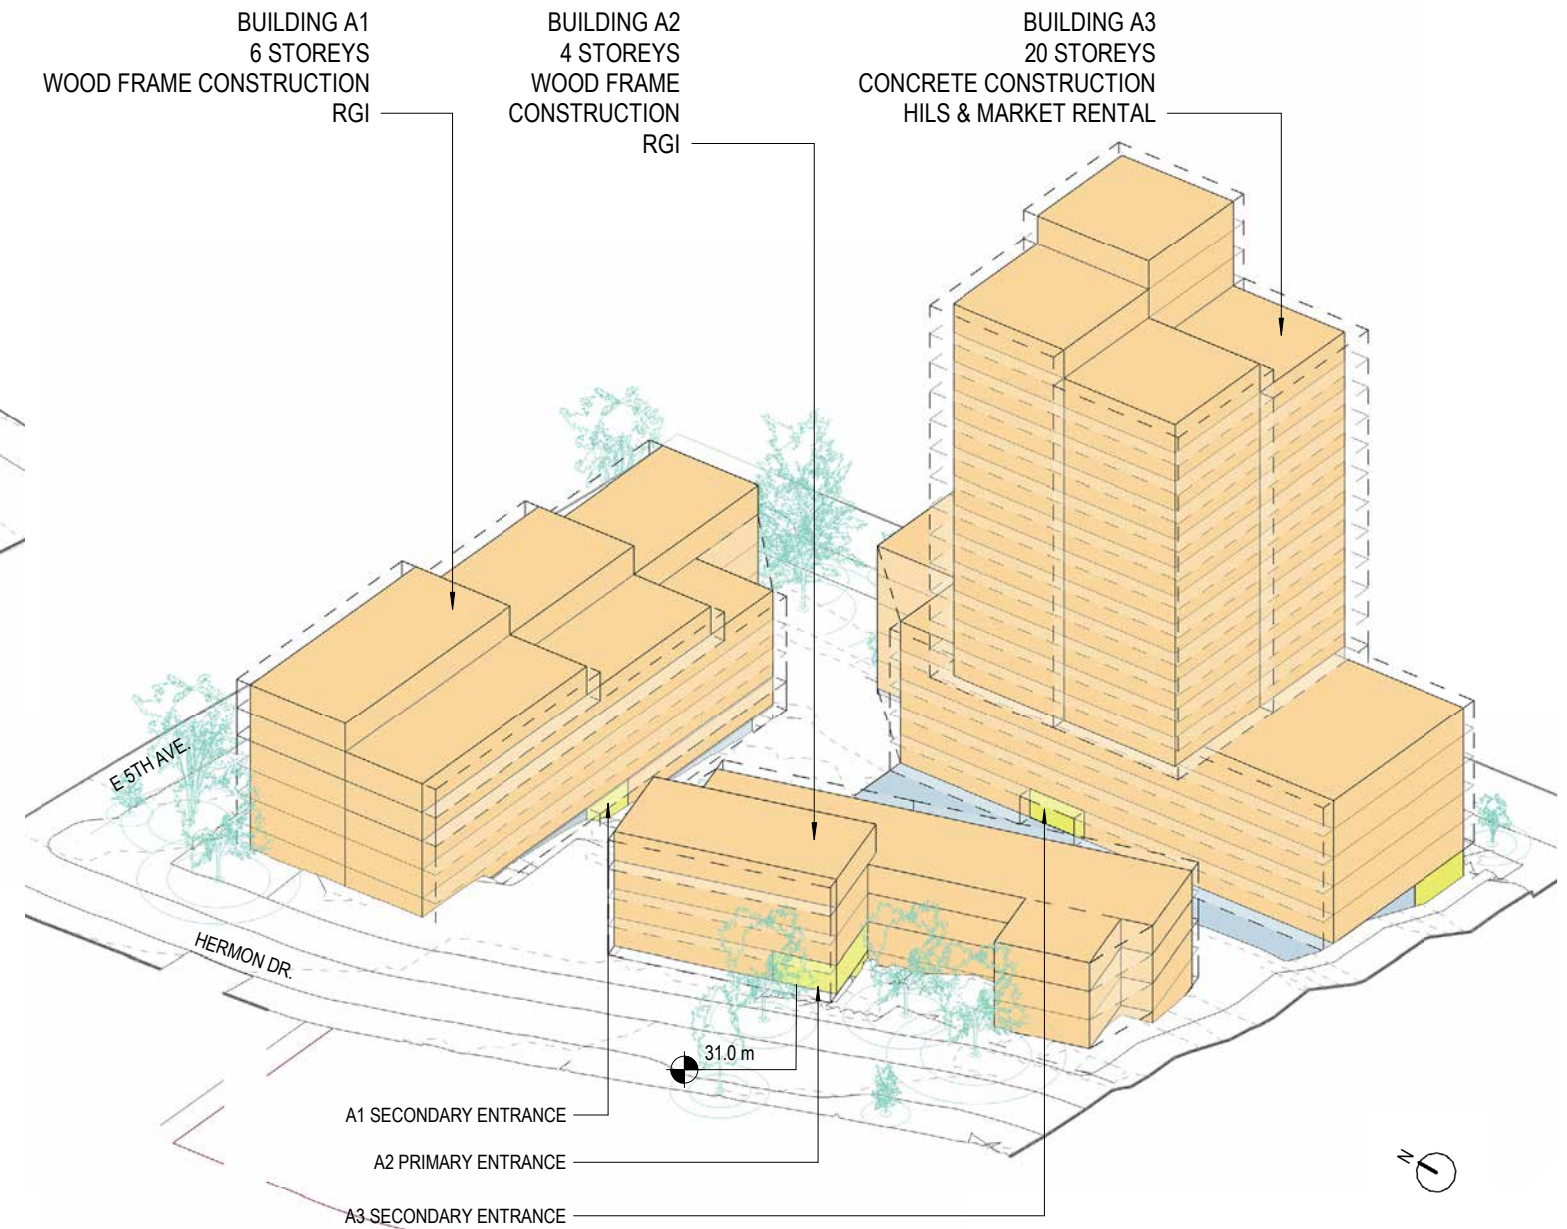 BUILDING A1
6 STOREYS
WOOD FRAME CONSTRUCTION
RGI
BUILDING A2
4 STOREYS
WOOD FRAME
CONSTRUCTION
RGI
BUILDING A3
20 STOREYS
CONCRETE CONSTRUCTION
HILS & MARKET RENTAL
E 5TH AVE.
HERMON DR.
31.0 m
A1 SECONDARY ENTRANCE
A2 PRIMARY ENTRANCE
A3 SECONDARY ENTRANCE
N